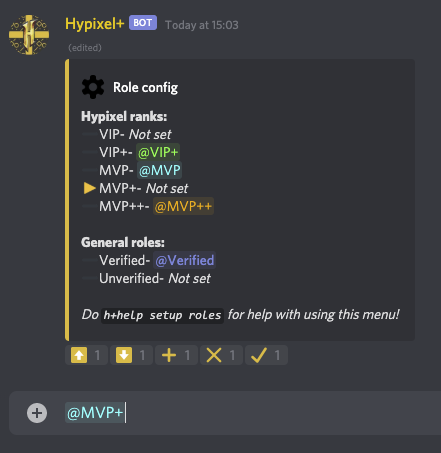 Hypixel+ BOT Today at 15:03
(edited)
Role config
Hypixel ranks:
VIP- Not set
VIP+- @VIP+
MVP- @MVP
MVP+- Not set
MVP++- @MVP++
General roles:
Verified- @Verified
Unverified- Not set
Do h+help setup roles for help with using this menu!
1 1 1 1 1
@MVP+